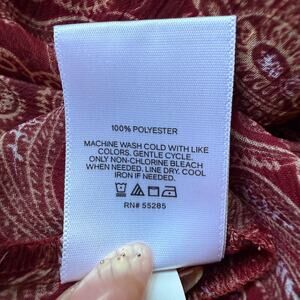 100% POLYESTER
MACHINE WASH COLD WITH LIKE
COLORS. GENTLE CYCLE.
ONLY NON-CHLORINE BLEACH
WHEN NEEDED. LINE DRY. COOL
IRON IF NEEDED.
RN# 55285